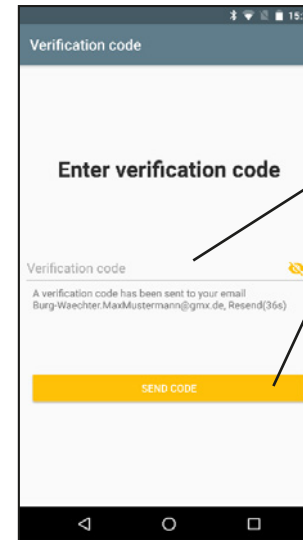 15:
Verification code
Enter verification code
Verification code
A verification code has been sent to your email
Burg-Waechter.MaxMustermann@gmx.de, Resend(36s)
SEND CODE